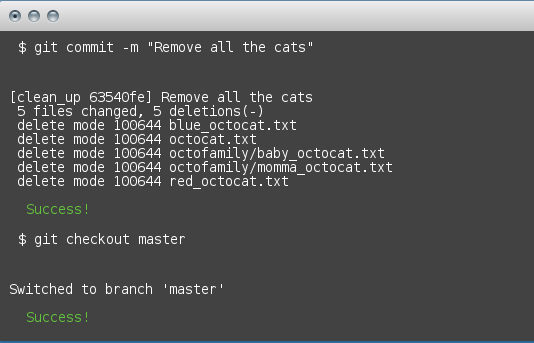 $ git commit -m "Remove all the cats"
[clean_up 63540fe] Remove all the cats
5 files changed, 5 deletions(-)
delete mode 100644 blue_octocat.txt
delete mode 100644 octocat.txt
delete mode 100644 octofamily/baby_octocat.txt
delete mode 100644 octofamily/momma_octocat.txt
delete mode 100644 red_octocat.txt
Success!
$ git checkout master
Switched to branch 'master'
Success!